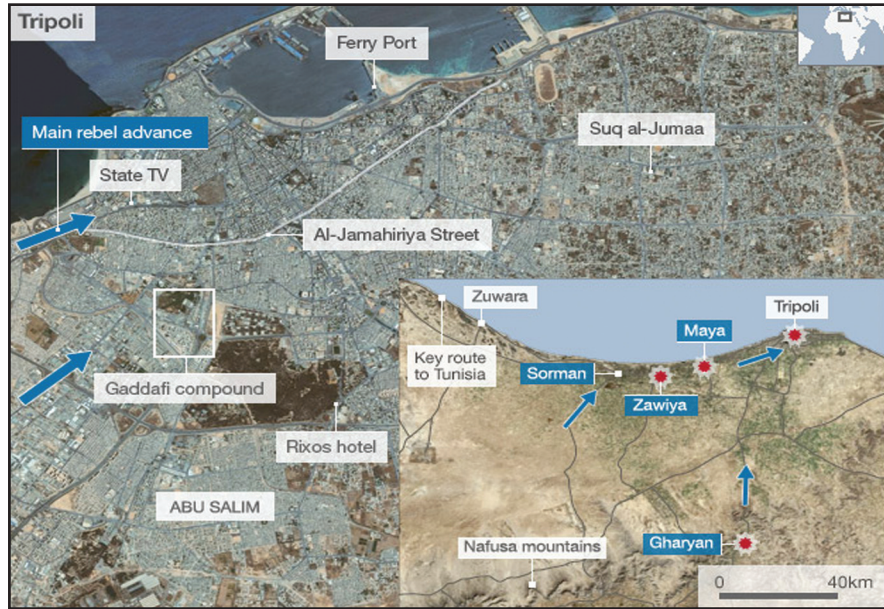 Tripoli
Ferry Port
Main rebel advance
Suq al-Jumaa
State TV
Al-Jamahiriya Street
Gaddafi compound
Rixos hotel
ABU SALIM
Zuwara
Tripoli
Maya
Key route
to Tunisia
Sorman
Zawiya
Nafusa mountains
Gharyan
0 40km